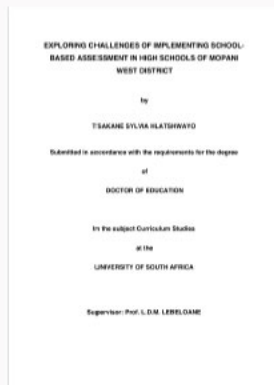 EXPLORING CHALLENGES OF IMPLEMENTING SCHOOL-
BASED ASSESSMENT IN HIGH SCHOOLS OF MOPANI
WEST DISTRICT
by
TSAKANE SYLVIA HLATSHWAYO
Submitted in accordance with the requirements for the degree
of
DOCTOR OF EDUCATION
In the subject Curriculum Studies
at the
UNIVERSITY OF SOUTH AFRICA
Supervisor: Prof. L.D.M. LEBELOANE